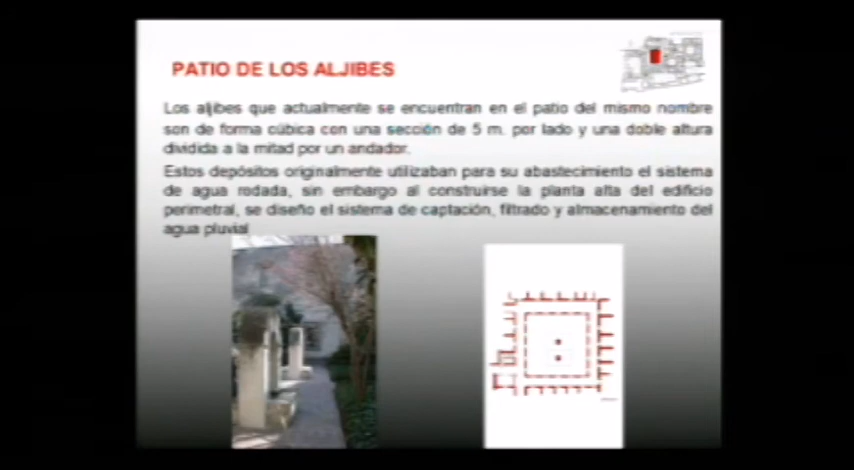 PATIO DE LOS ALJIBES
Los aljibes que actualmente se encuentran en el patio del mismo nombre
son de forma cúbica con una sección de 5 m. por lado y una doble altura
dividida a la mitad por un andador.
Estos depósitos originalmente utilizaban para su abastecimiento el sistema
de agua rodada, sin embargo al construirse la planta alta del edificio
perimetral, se diseño el sistema de captación, filtrado y almacenamiento del
agua pluvial